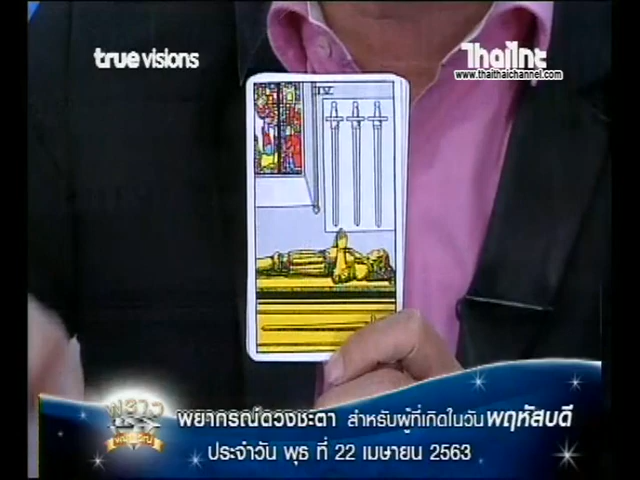 truevisions
ThaiThai
www.thaithaichannel.com
IV
พยากรณ์ดวงชะตา สำหรับผู้ที่เกิดในวัน พฤหัสบดี
ประจำวัน พุธ ที่ 22 เมษายน 2563